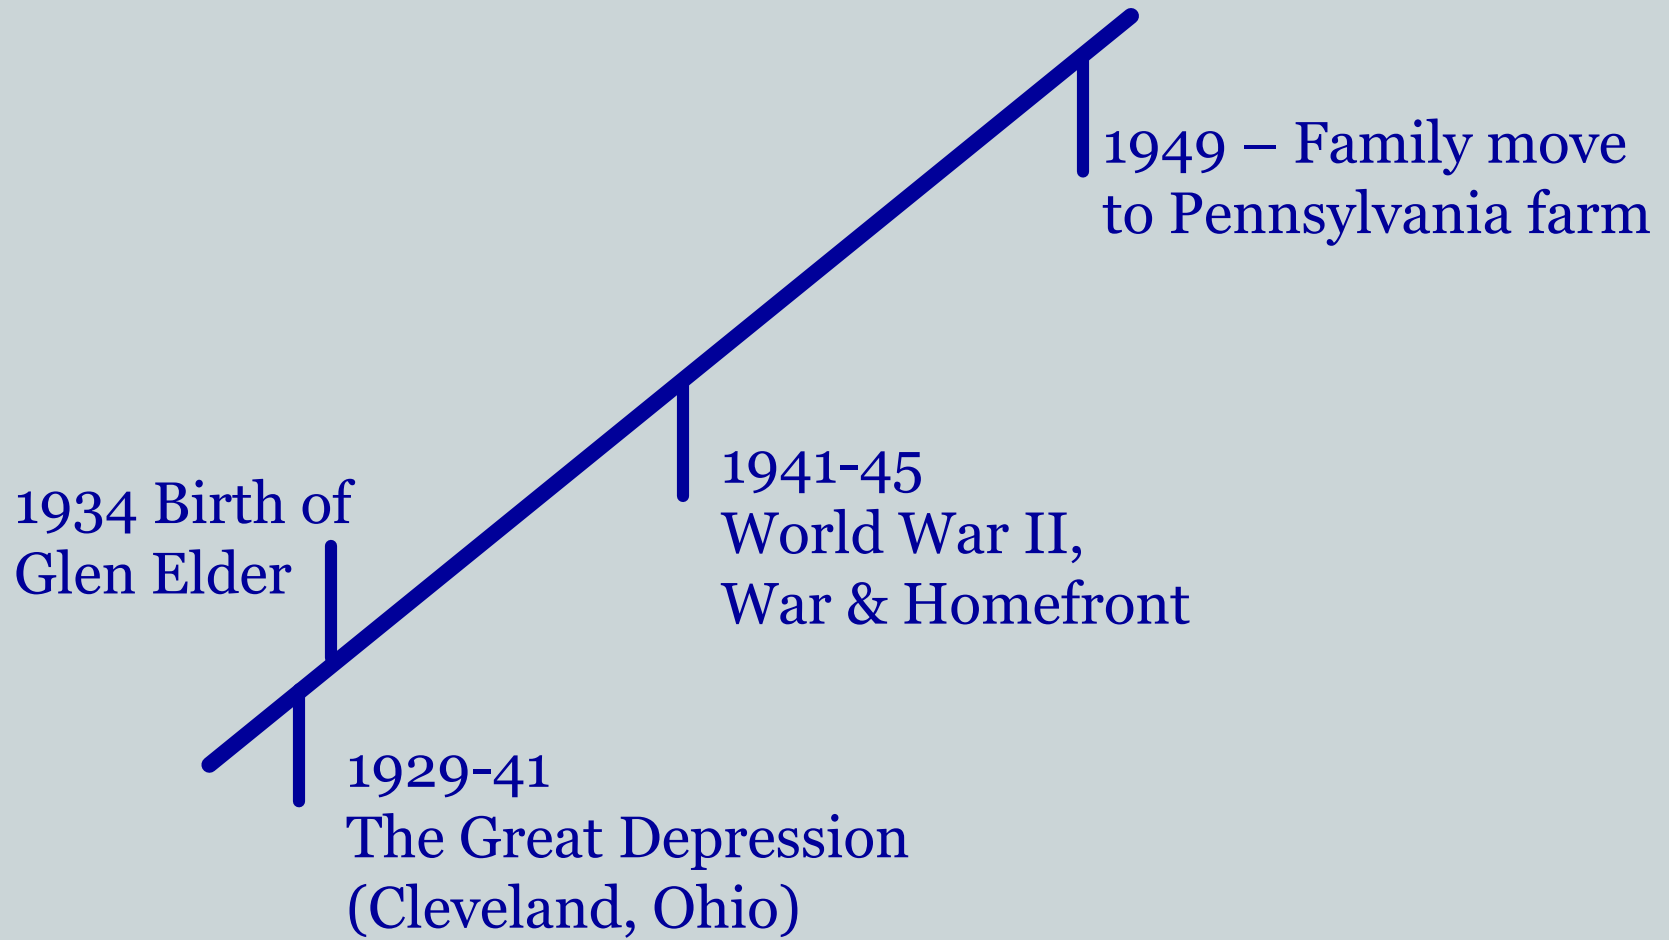 1949 – Family move
to Pennsylvania farm
1941-45
World War II,
War & Homefront
1934 Birth of
Glen Elder
1929-41
The Great Depression
(Cleveland, Ohio)